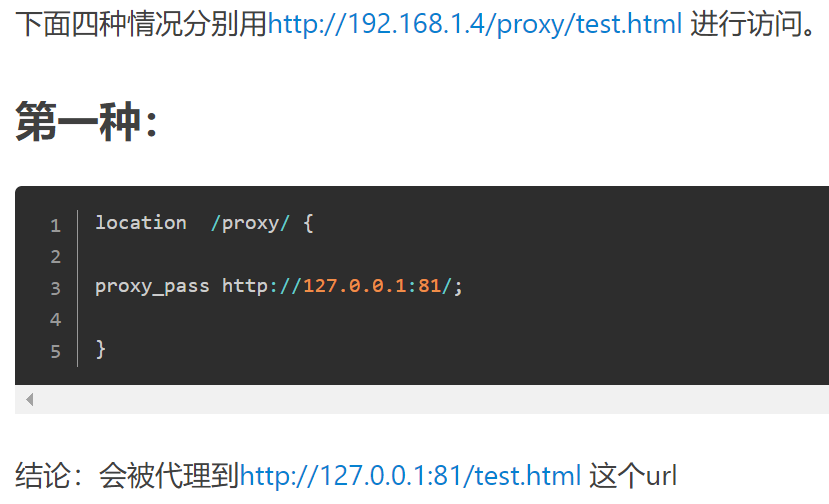 下面四种情况分别用http://192.168.1.4/proxy/test.html 进行访问。
第一种：
1 location  /proxy/ {
2
3 proxy_pass http://127.0.0.1:81/;
4
5 }
结论：会被代理到http://127.0.0.1:81/test.html 这个url